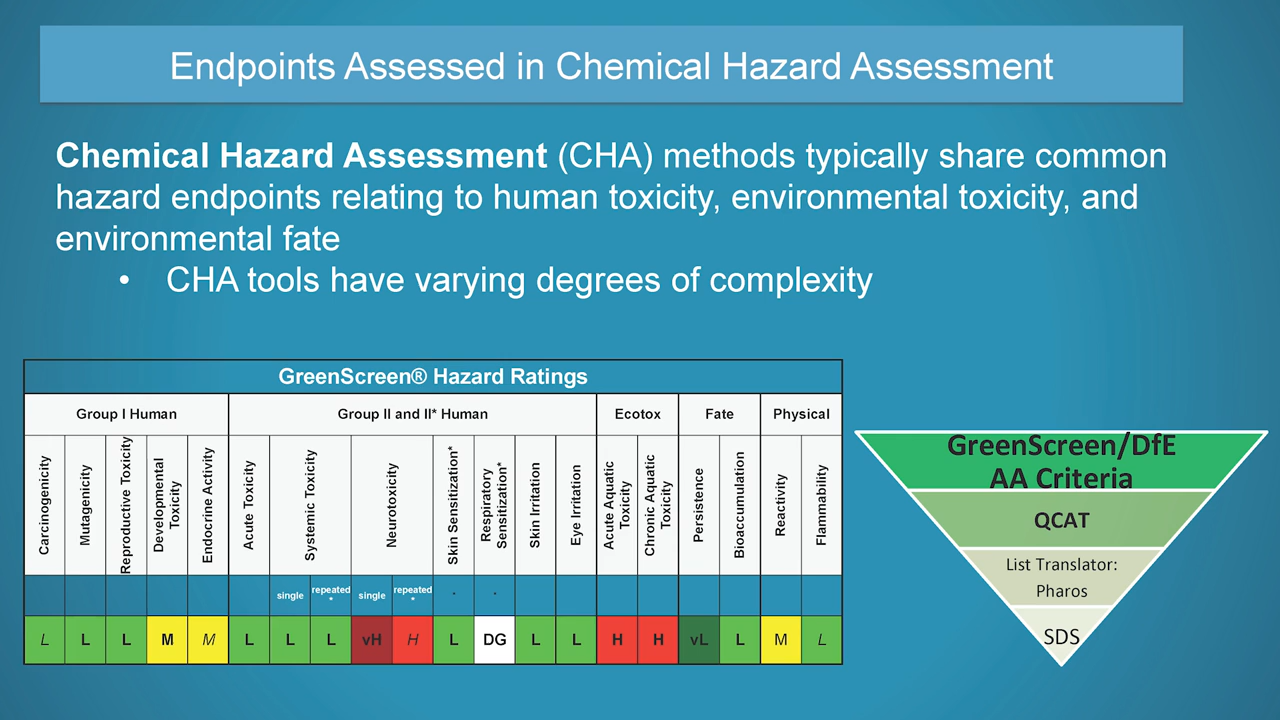 Endpoints Assessed in Chemical Hazard Assessment
Chemical Hazard Assessment (CHA) methods typically share common
hazard endpoints relating to human toxicity, environmental toxicity, and
environmental fate
• CHA tools have varying degrees of complexity
GreenScreen® Hazard Ratings
Group I Human
Group II and II* Human
Ecotox
Fate
Physical
Carcinogenicity
Mutagenicity
Reproductive Toxicity
Developmental
Toxicity
Endocrine Activity
Acute Toxicity
Systemic Toxicity
Neurotoxicity
Skin Sensitization*
Respiratory
Sensitization*
Skin Irritation
Eye Irritation
Acute Aquatic
Toxicity
Chronic Aquatic
Toxicity
Persistence
Bioaccumulation
Reactivity
Flammability
single
repeated
*
single
repeated
*
*
*
L L L M M L L L vH H L DG L L H H vL L M L
GreenScreen/DfE
AA Criteria
QCAT
List Translator:
Pharos
SDS